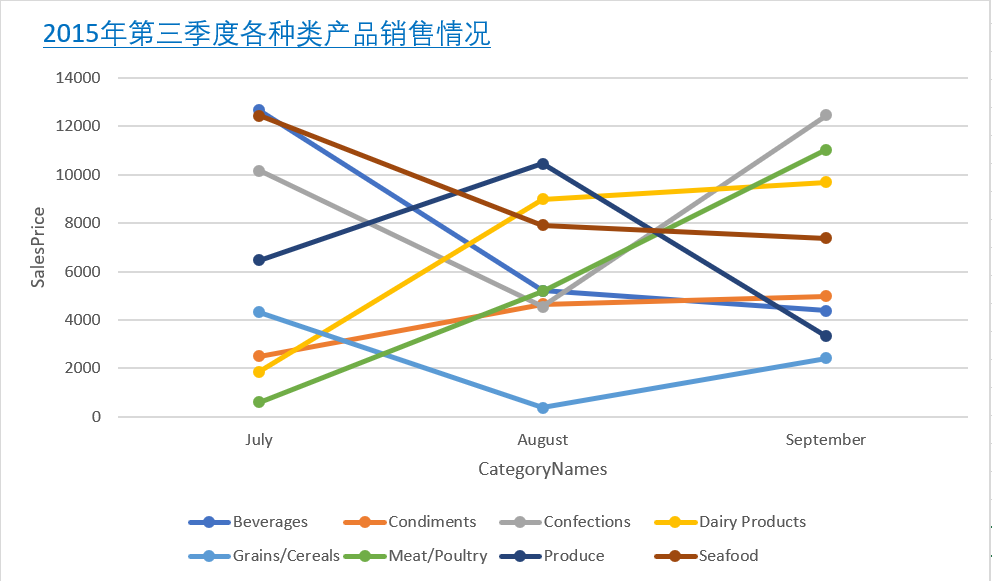 2015年第三季度各种类产品销售情况
14000
12000
10000
8000
6000
4000
2000
0
SalesPrice
July August September
CategoryNames
Beverages Condiments Confections Dairy Products
Grains/Cereals Meat/Poultry Produce Seafood